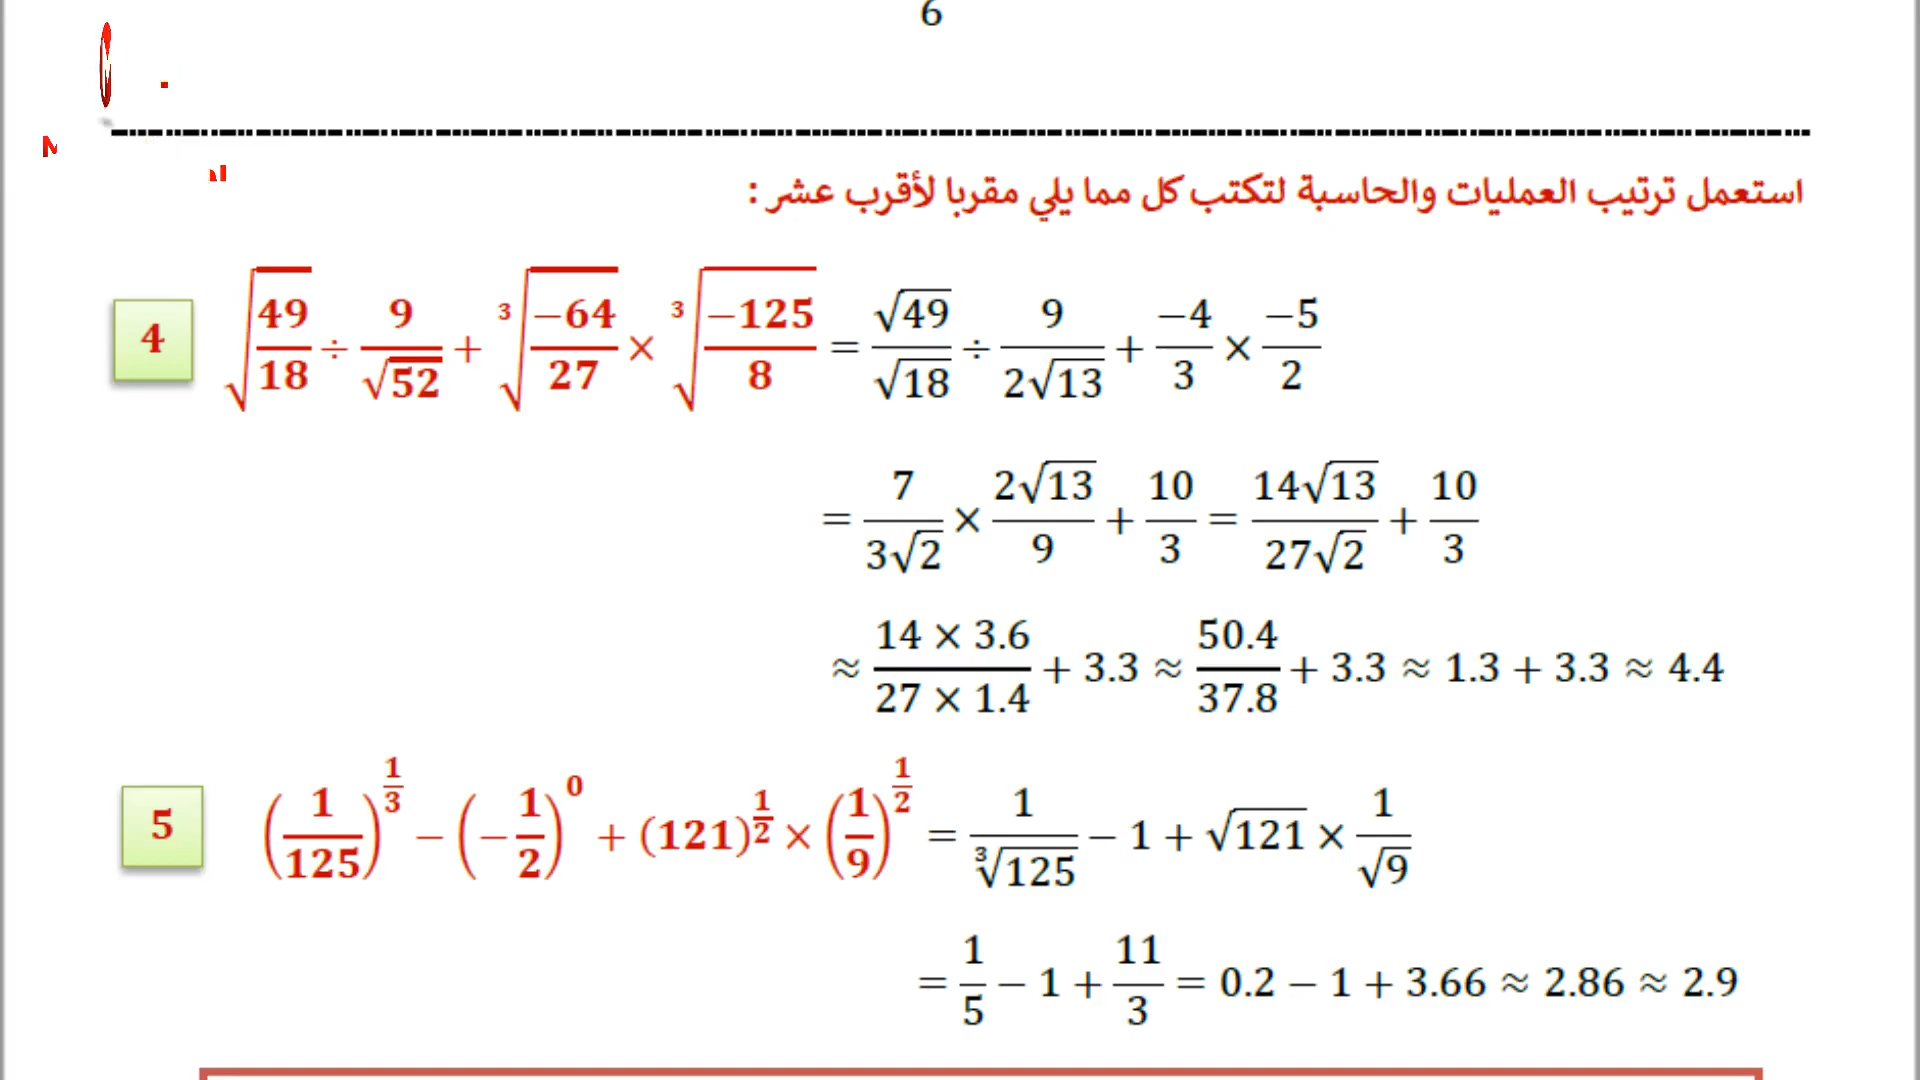 6
استعمل ترتيب العمليات والحاسبة لتكتب كل مما يلي مقربا لأقرب عشر :
4 √(49/18) ÷ 9/√52 + ³√(−64/27) × ³√(−125/8) = √49/√18 ÷ 9/2√13 + −4/3 × −5/2
= 7/3√2 × 2√13/9 + 10/3 = 14√13/27√2 + 10/3
≈ 14 × 3.6/27 × 1.4 + 3.3 ≈ 50.4/37.8 + 3.3 ≈ 1.3 + 3.3 ≈ 4.4
5 (1/125)^(1/3) − (−1/2)^0 + (121)^(1/2) × (1/9)^(1/2) = 1/³√125 − 1 + √121 × 1/√9
= 1/5 − 1 + 11/3 = 0.2 − 1 + 3.66 ≈ 2.86 ≈ 2.9